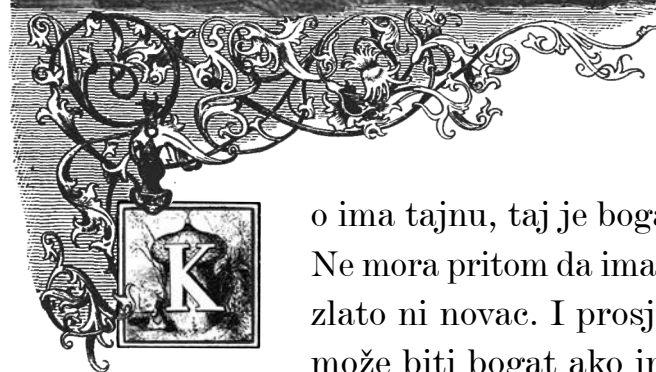 Ko ima tajnu, taj je boga
Ne mora pritom da ima
zlato ni novac. I prosj
može biti bogat ako im